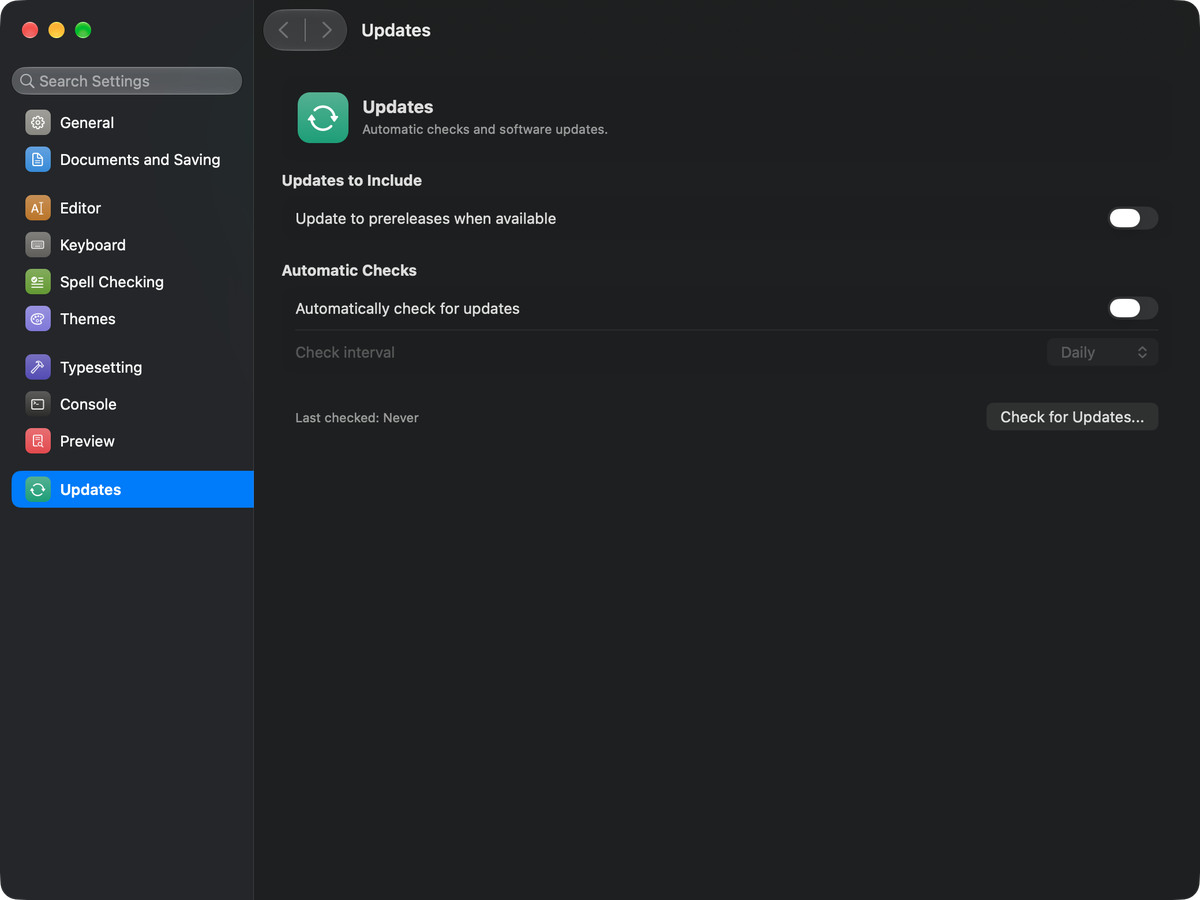 Updates
Search Settings
General
Documents and Saving
Editor
Keyboard
Spell Checking
Themes
Typesetting
Console
Preview
Updates
Updates
Automatic checks and software updates.
Updates to Include
Update to prereleases when available
Automatic Checks
Automatically check for updates
Check interval
Daily
Last checked: Never
Check for Updates...